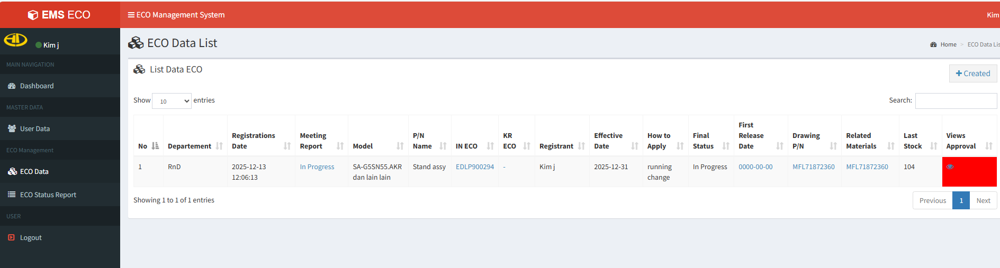 EMS ECO
ECO Management System
Kim
Kim j
MAIN NAVIGATION
Dashboard
MASTER DATA
User Data
ECO Management
ECO Data
ECO Status Report
USER
Logout
ECO Data List
Home > ECO Data Lis
List Data ECO
Created
Show 10 entries
Search:
No Departement Registrations Date Meeting Report Model P/N Name IN ECO KR ECO Registrant Effective Date How to Apply Final Status First Release Date Drawing P/N Related Materials Last Stock Views Approval
1 RnD 2025-12-13 12:06:13 In Progress SA-G5SN55.AKR dan lain lain Stand assy EDLP900294 - Kim j 2025-12-31 running change In Progress 0000-00-00 MFL71872360 MFL71872360 104
Showing 1 to 1 of 1 entries
Previous 1 Next